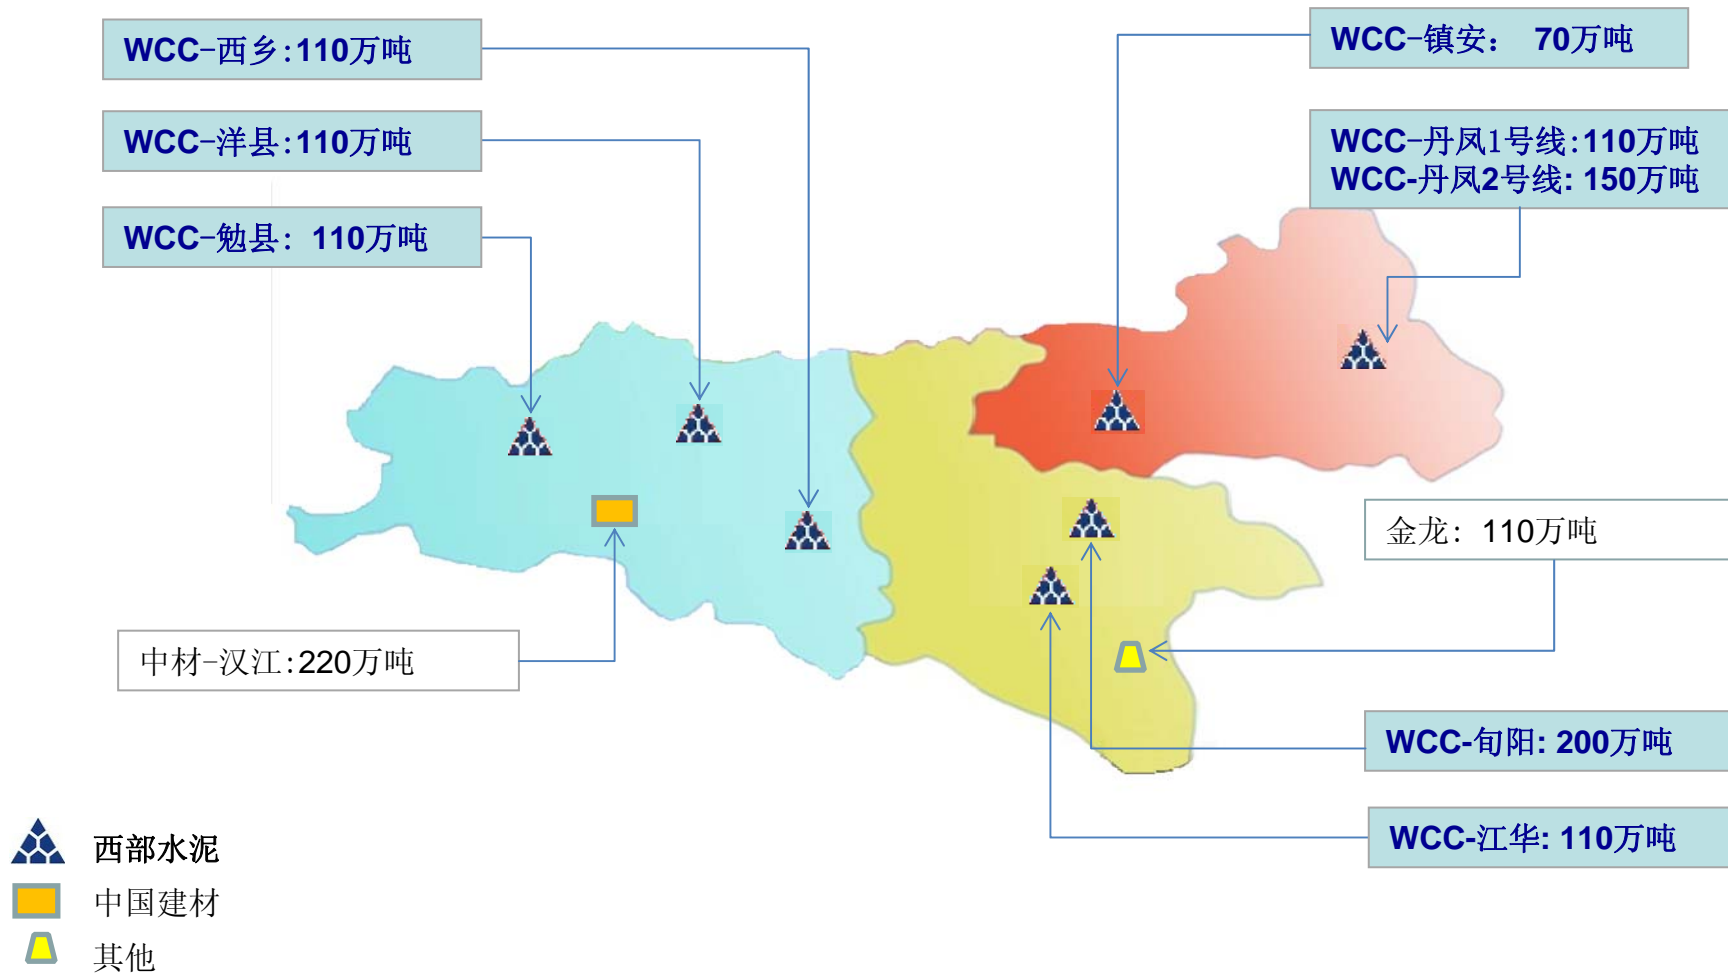 WCC-西乡:110万吨
WCC-洋县:110万吨
WCC-勉县: 110万吨
WCC-镇安: 70万吨
WCC-丹凤1号线:110万吨
WCC-丹凤2号线: 150万吨
金龙: 110万吨
中材-汉江:220万吨
WCC-旬阳: 200万吨
WCC-江华: 110万吨
西部水泥
中国建材
其他